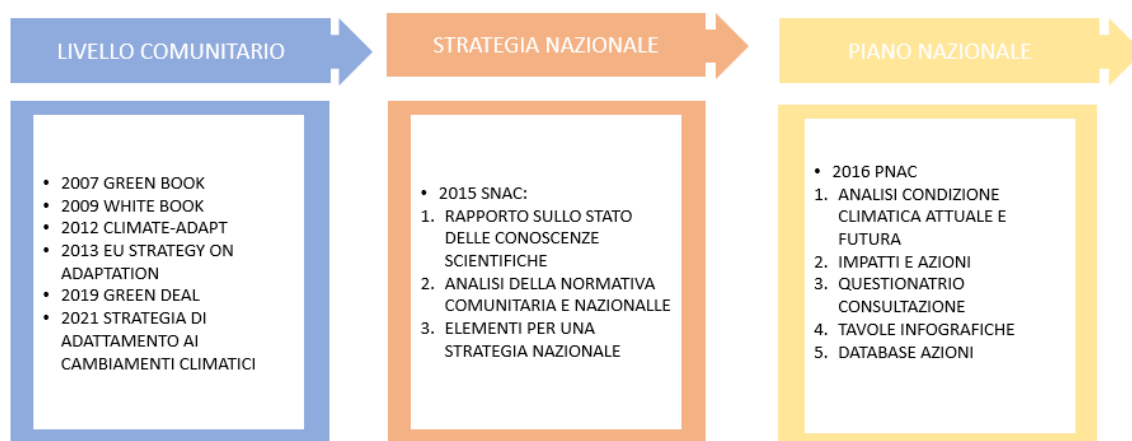 LIVELLO COMUNITARIO
• 2007 GREEN BOOK
• 2009 WHITE BOOK
• 2012 CLIMATE-ADAPT
• 2013 EU STRATEGY ON
ADAPTATION
• 2019 GREEN DEAL
• 2021 STRATEGIA DI
ADATTAMENTO AI
CAMBIAMENTI CLIMATICI
STRATEGIA NAZIONALE
• 2015 SNAC:
1. RAPPORTO SULLO STATO
DELLE CONOSCENZE
SCIENTIFICHE
2. ANALISI DELLA NORMATIVA
COMUNITARIA E NAZIONALLE
3. ELEMENTI PER UNA
STRATEGIA NAZIONALE
PIANO NAZIONALE
• 2016 PNAC
1. ANALISI CONDIZIONE
CLIMATICA ATTUALE E
FUTURA
2. IMPATTI E AZIONI
3. QUESTIONATRIO
CONSULTAZIONE
4. TAVOLE INFOGRAFICHE
5. DATABASE AZIONI